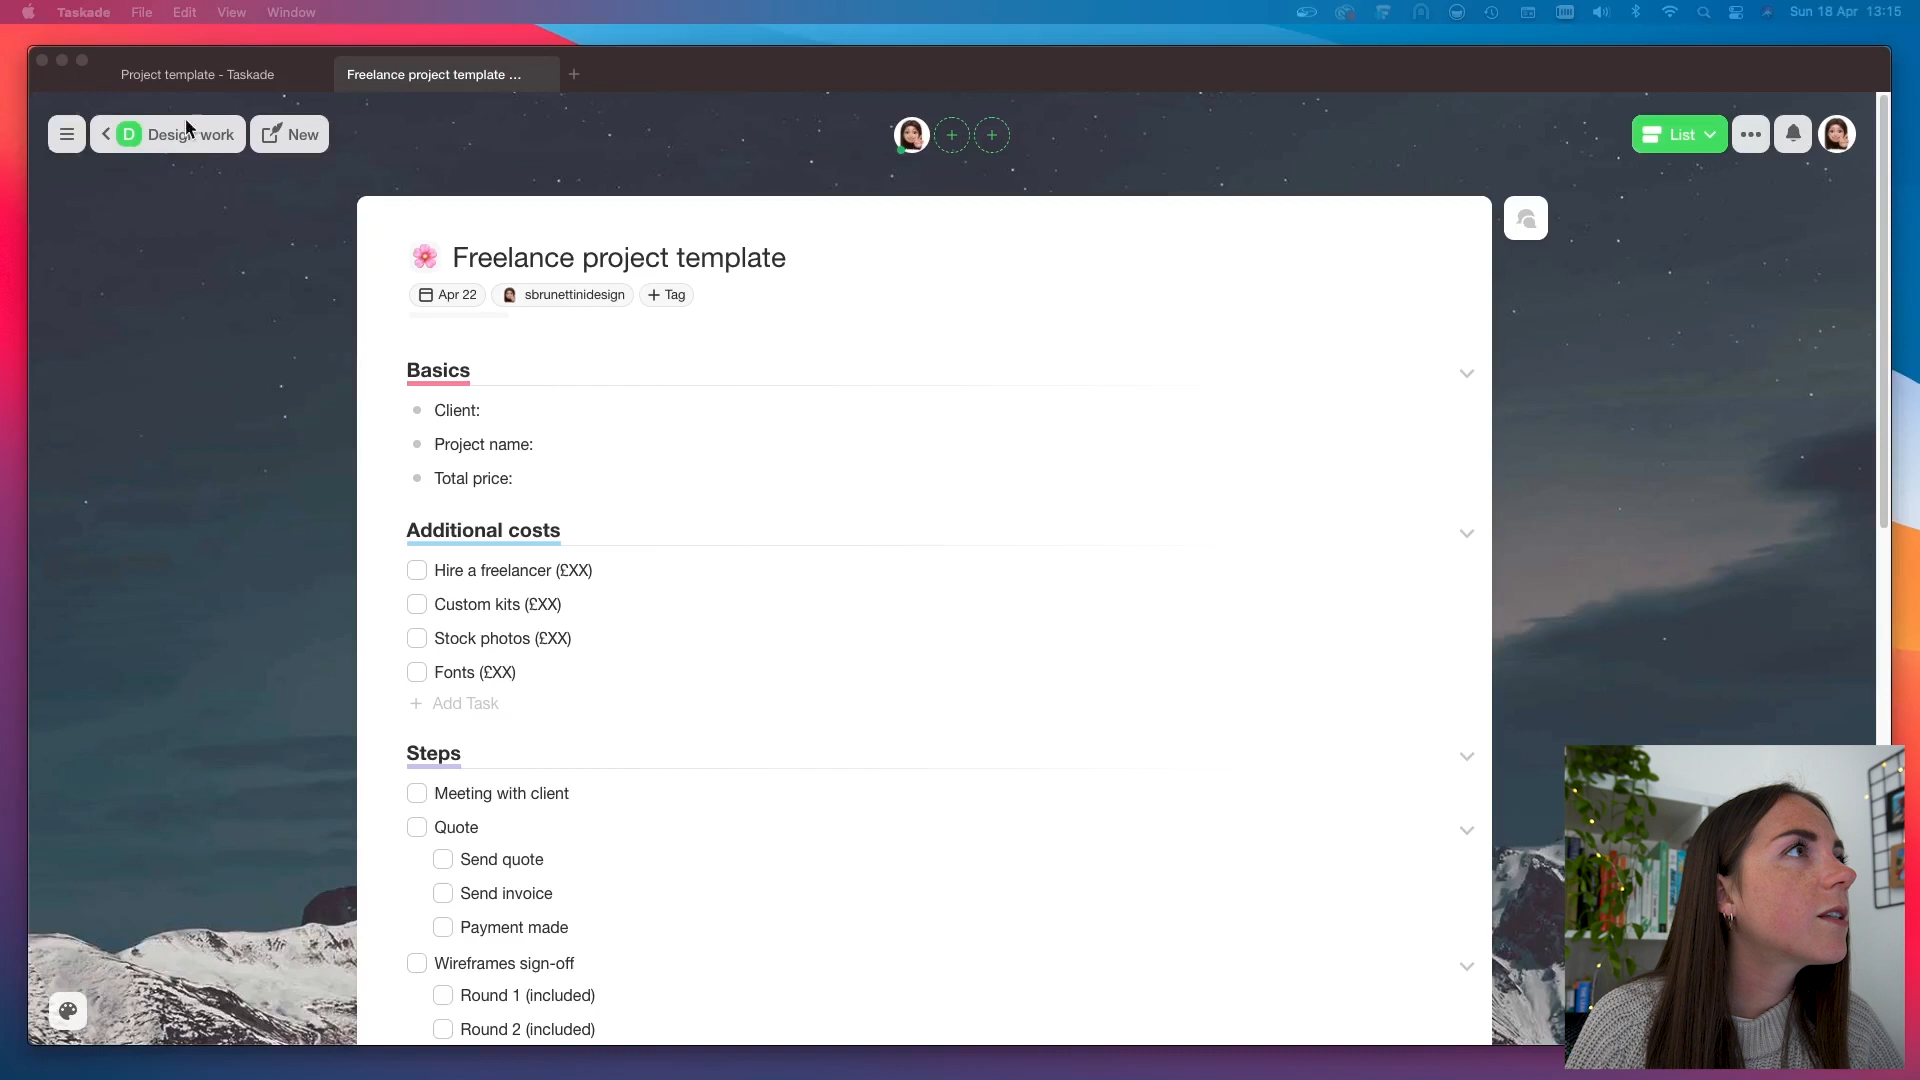 Taskade File Edit View Window Sun 18 Apr 13:15
Project template - Taskade Freelance project template ...
D Design work New List
Freelance project template
Apr 22 sbrunettinidesign + Tag
Basics
Client:
Project name:
Total price:
Additional costs
Hire a freelancer (£XX)
Custom kits (£XX)
Stock photos (£XX)
Fonts (£XX)
+ Add Task
Steps
Meeting with client
Quote
Send quote
Send invoice
Payment made
Wireframes sign-off
Round 1 (included)
Round 2 (included)